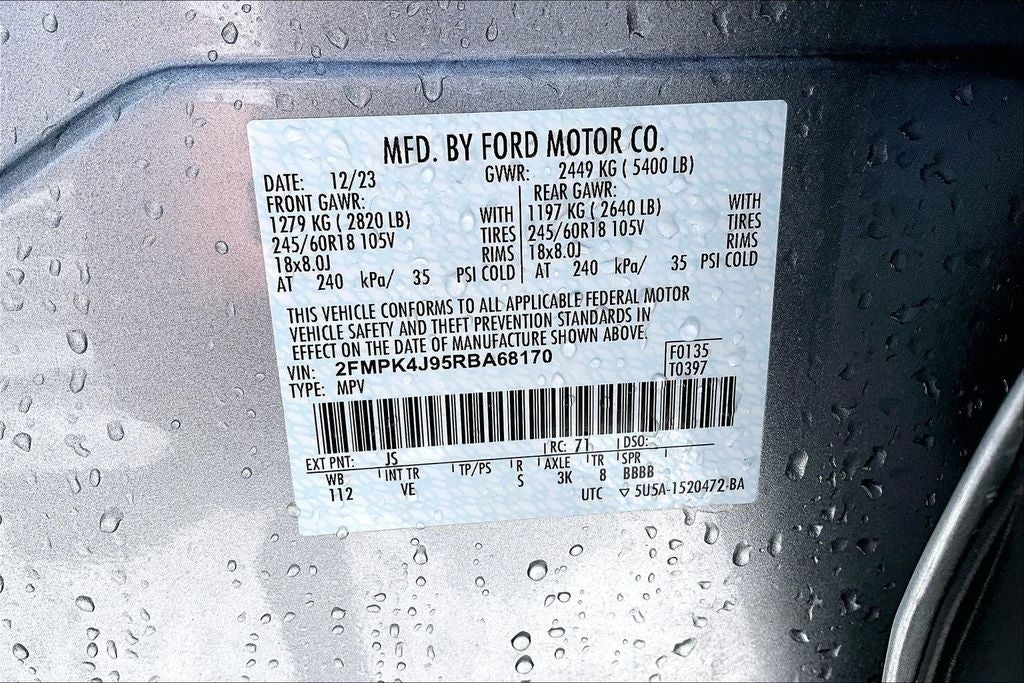 MFD. BY FORD MOTOR CO.
DATE: 12/23 GVWR: 2449 KG ( 5400 LB)
FRONT GAWR: REAR GAWR:
1279 KG ( 2820 LB) WITH 1197 KG ( 2640 LB) WITH
245/60R18 105V TIRES 245/60R18 105V TIRES
18x8.0J RIMS 18x8.0J RIMS
AT 240 kPa/ 35 PSI COLD AT 240 kPa/ 35 PSI COLD
THIS VEHICLE CONFORMS TO ALL APPLICABLE FEDERAL MOTOR
VEHICLE SAFETY AND THEFT PREVENTION STANDARDS IN
EFFECT ON THE DATE OF MANUFACTURE SHOWN ABOVE.
VIN: 2FMPK4J95RBA68170 F0135
TYPE: MPV T0397
EXT PNT: JS RC: 71 DSO:
WB INT TR TP/PS R AXLE TR SPR
112 VE S 3K 8 BBBB
UTC ▽ 5U5A-1520472-BA